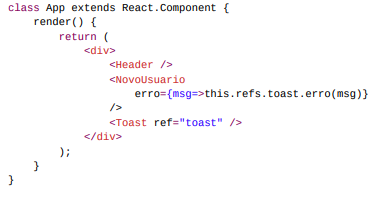 class App extends React.Component {
    render() {
        return (
            <div>
                <Header />
                <NovoUsuario
                    erro={msg=>this.refs.toast.erro(msg)}
                />
                <Toast ref="toast" />
            </div>
        );
    }
}